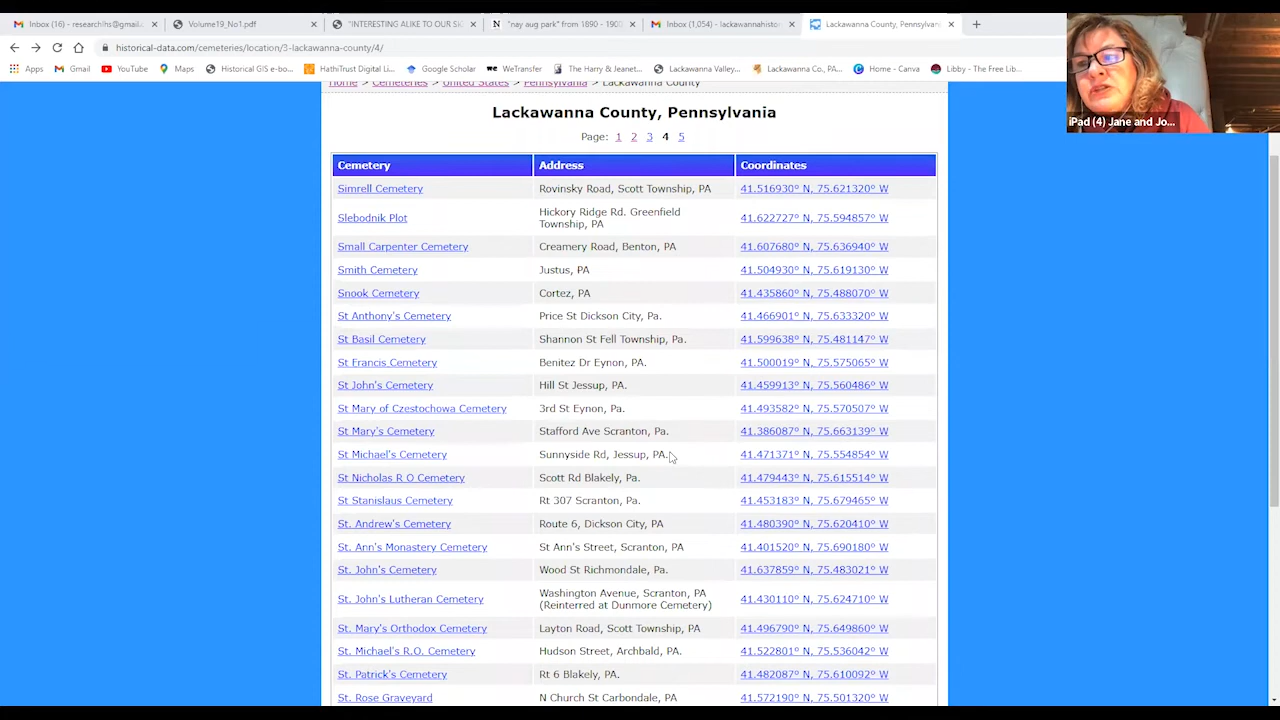 Inbox (16) - researchlhs@gmail.c
Volume19_No1.pdf
"INTERESTING ALIKE TO OUR SK
"nay aug park" from 1890 - 1900
Inbox (1,054) - lackawannahistor
Lackawanna County, Pennsylvani
historical-data.com/cemeteries/location/3-lackawanna-county/4/
Apps
Gmail
YouTube
Maps
Historical GIS e-bo...
HathiTrust Digital Li...
Google Scholar
WeTransfer
The Harry & Jeanet...
Lackawanna Valley...
Lackawanna Co., PA...
Home - Canva
Libby - The Free Lib...
iPad (4) Jane and Jo...
Home > Cemeteries > United States > Pennsylvania > Lackawanna County
Lackawanna County, Pennsylvania
Page: 1 2 3 4 5
Cemetery Address Coordinates
Simrell Cemetery Rovinsky Road, Scott Township, PA 41.516930° N, 75.621320° W
Slebodnik Plot Hickory Ridge Rd. Greenfield
Township, PA 41.622727° N, 75.594857° W
Small Carpenter Cemetery Creamery Road, Benton, PA 41.607680° N, 75.636940° W
Smith Cemetery Justus, PA 41.504930° N, 75.619130° W
Snook Cemetery Cortez, PA 41.435860° N, 75.488070° W
St Anthony's Cemetery Price St Dickson City, Pa. 41.466901° N, 75.633320° W
St Basil Cemetery Shannon St Fell Township, Pa. 41.599638° N, 75.481147° W
St Francis Cemetery Benitez Dr Eynon, PA. 41.500019° N, 75.575065° W
St John's Cemetery Hill St Jessup, PA. 41.459913° N, 75.560486° W
St Mary of Czestochowa Cemetery 3rd St Eynon, Pa. 41.493582° N, 75.570507° W
St Mary's Cemetery Stafford Ave Scranton, Pa. 41.386087° N, 75.663139° W
St Michael's Cemetery Sunnyside Rd, Jessup, PA. 41.471371° N, 75.554854° W
St Nicholas R O Cemetery Scott Rd Blakely, Pa. 41.479443° N, 75.615514° W
St Stanislaus Cemetery Rt 307 Scranton, Pa. 41.453183° N, 75.679465° W
St. Andrew's Cemetery Route 6, Dickson City, PA 41.480390° N, 75.620410° W
St. Ann's Monastery Cemetery St Ann's Street, Scranton, PA 41.401520° N, 75.690180° W
St. John's Cemetery Wood St Richmondale, Pa. 41.637859° N, 75.483021° W
St. John's Lutheran Cemetery Washington Avenue, Scranton, PA
(Reinterred at Dunmore Cemetery) 41.430110° N, 75.624710° W
St. Mary's Orthodox Cemetery Layton Road, Scott Township, PA 41.496790° N, 75.649860° W
St. Michael's R.O. Cemetery Hudson Street, Archbald, PA. 41.522801° N, 75.536042° W
St. Patrick's Cemetery Rt 6 Blakely, PA. 41.482087° N, 75.610092° W
St. Rose Graveyard N Church St Carbondale, PA 41.572190° N, 75.501320° W